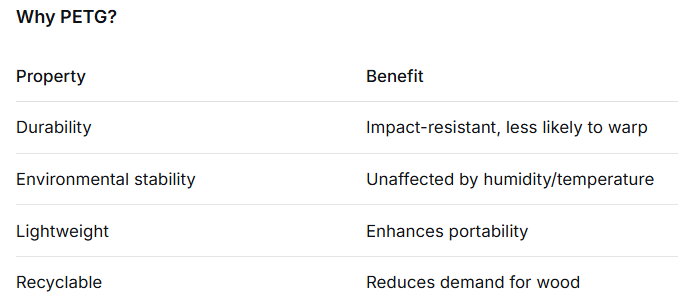 Why PETG?
Property Benefit
Durability Impact-resistant, less likely to warp
Environmental stability Unaffected by humidity/temperature
Lightweight Enhances portability
Recyclable Reduces demand for wood